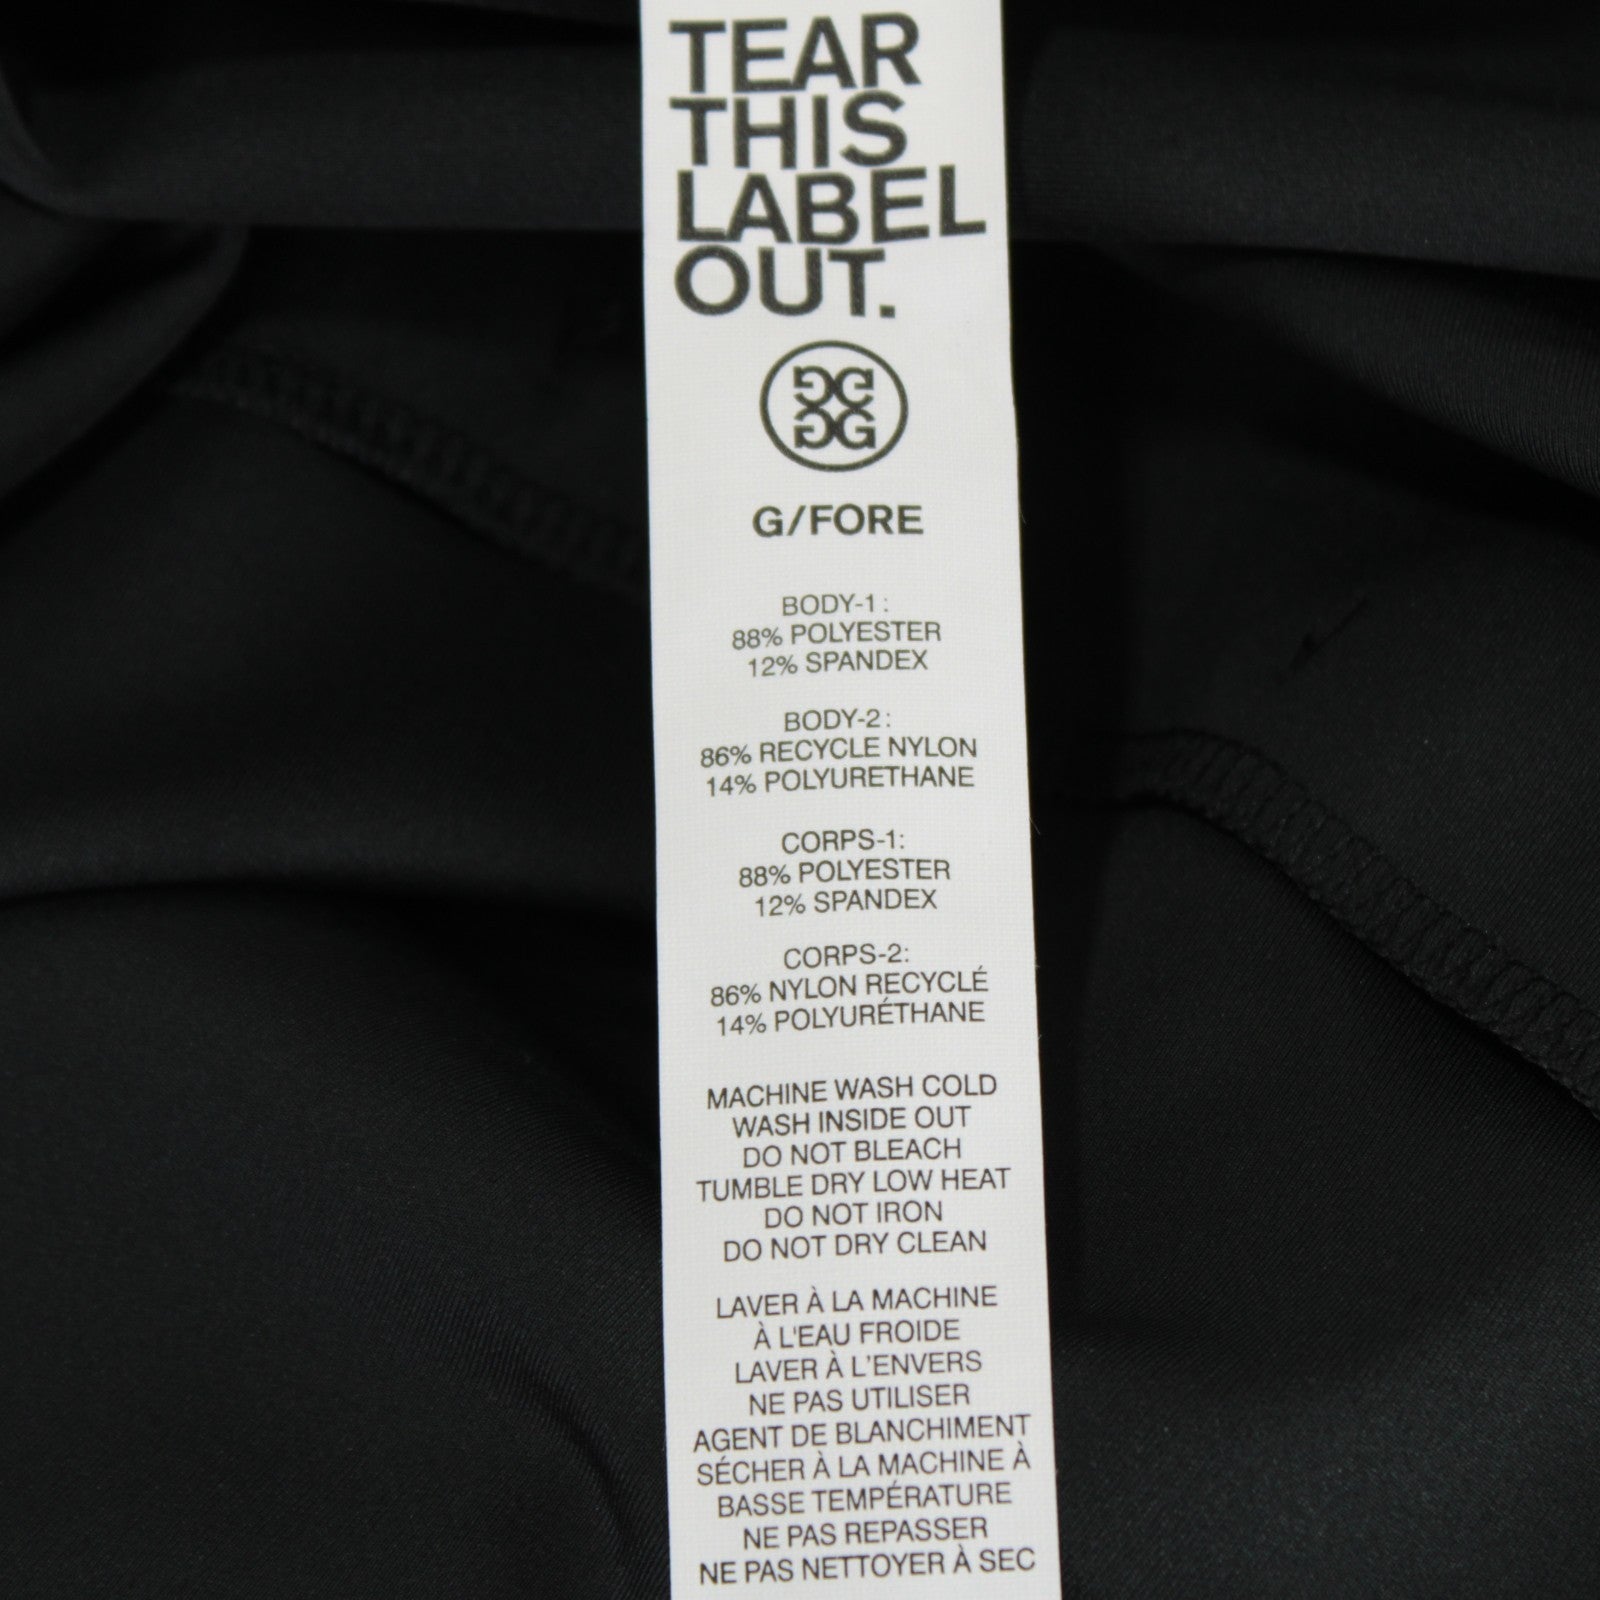 TEAR
THIS
LABEL
OUT.
G/FORE
BODY-1:
88% POLYESTER
12% SPANDEX
BODY-2:
86% RECYCLE NYLON
14% POLYURETHANE
CORPS-1:
88% POLYESTER
12% SPANDEX
CORPS-2:
86% NYLON RECYCLÉ
14% POLYURÉTHANE
MACHINE WASH COLD
WASH INSIDE OUT
DO NOT BLEACH
TUMBLE DRY LOW HEAT
DO NOT IRON
DO NOT DRY CLEAN
LAVER À LA MACHINE
À L'EAU FROIDE
LAVER À L'ENVERS
NE PAS UTILISER
AGENT DE BLANCHIMENT
SÉCHER À LA MACHINE À
BASSE TEMPÉRATURE
NE PAS REPASSER
NE PAS NETTOYER À SEC